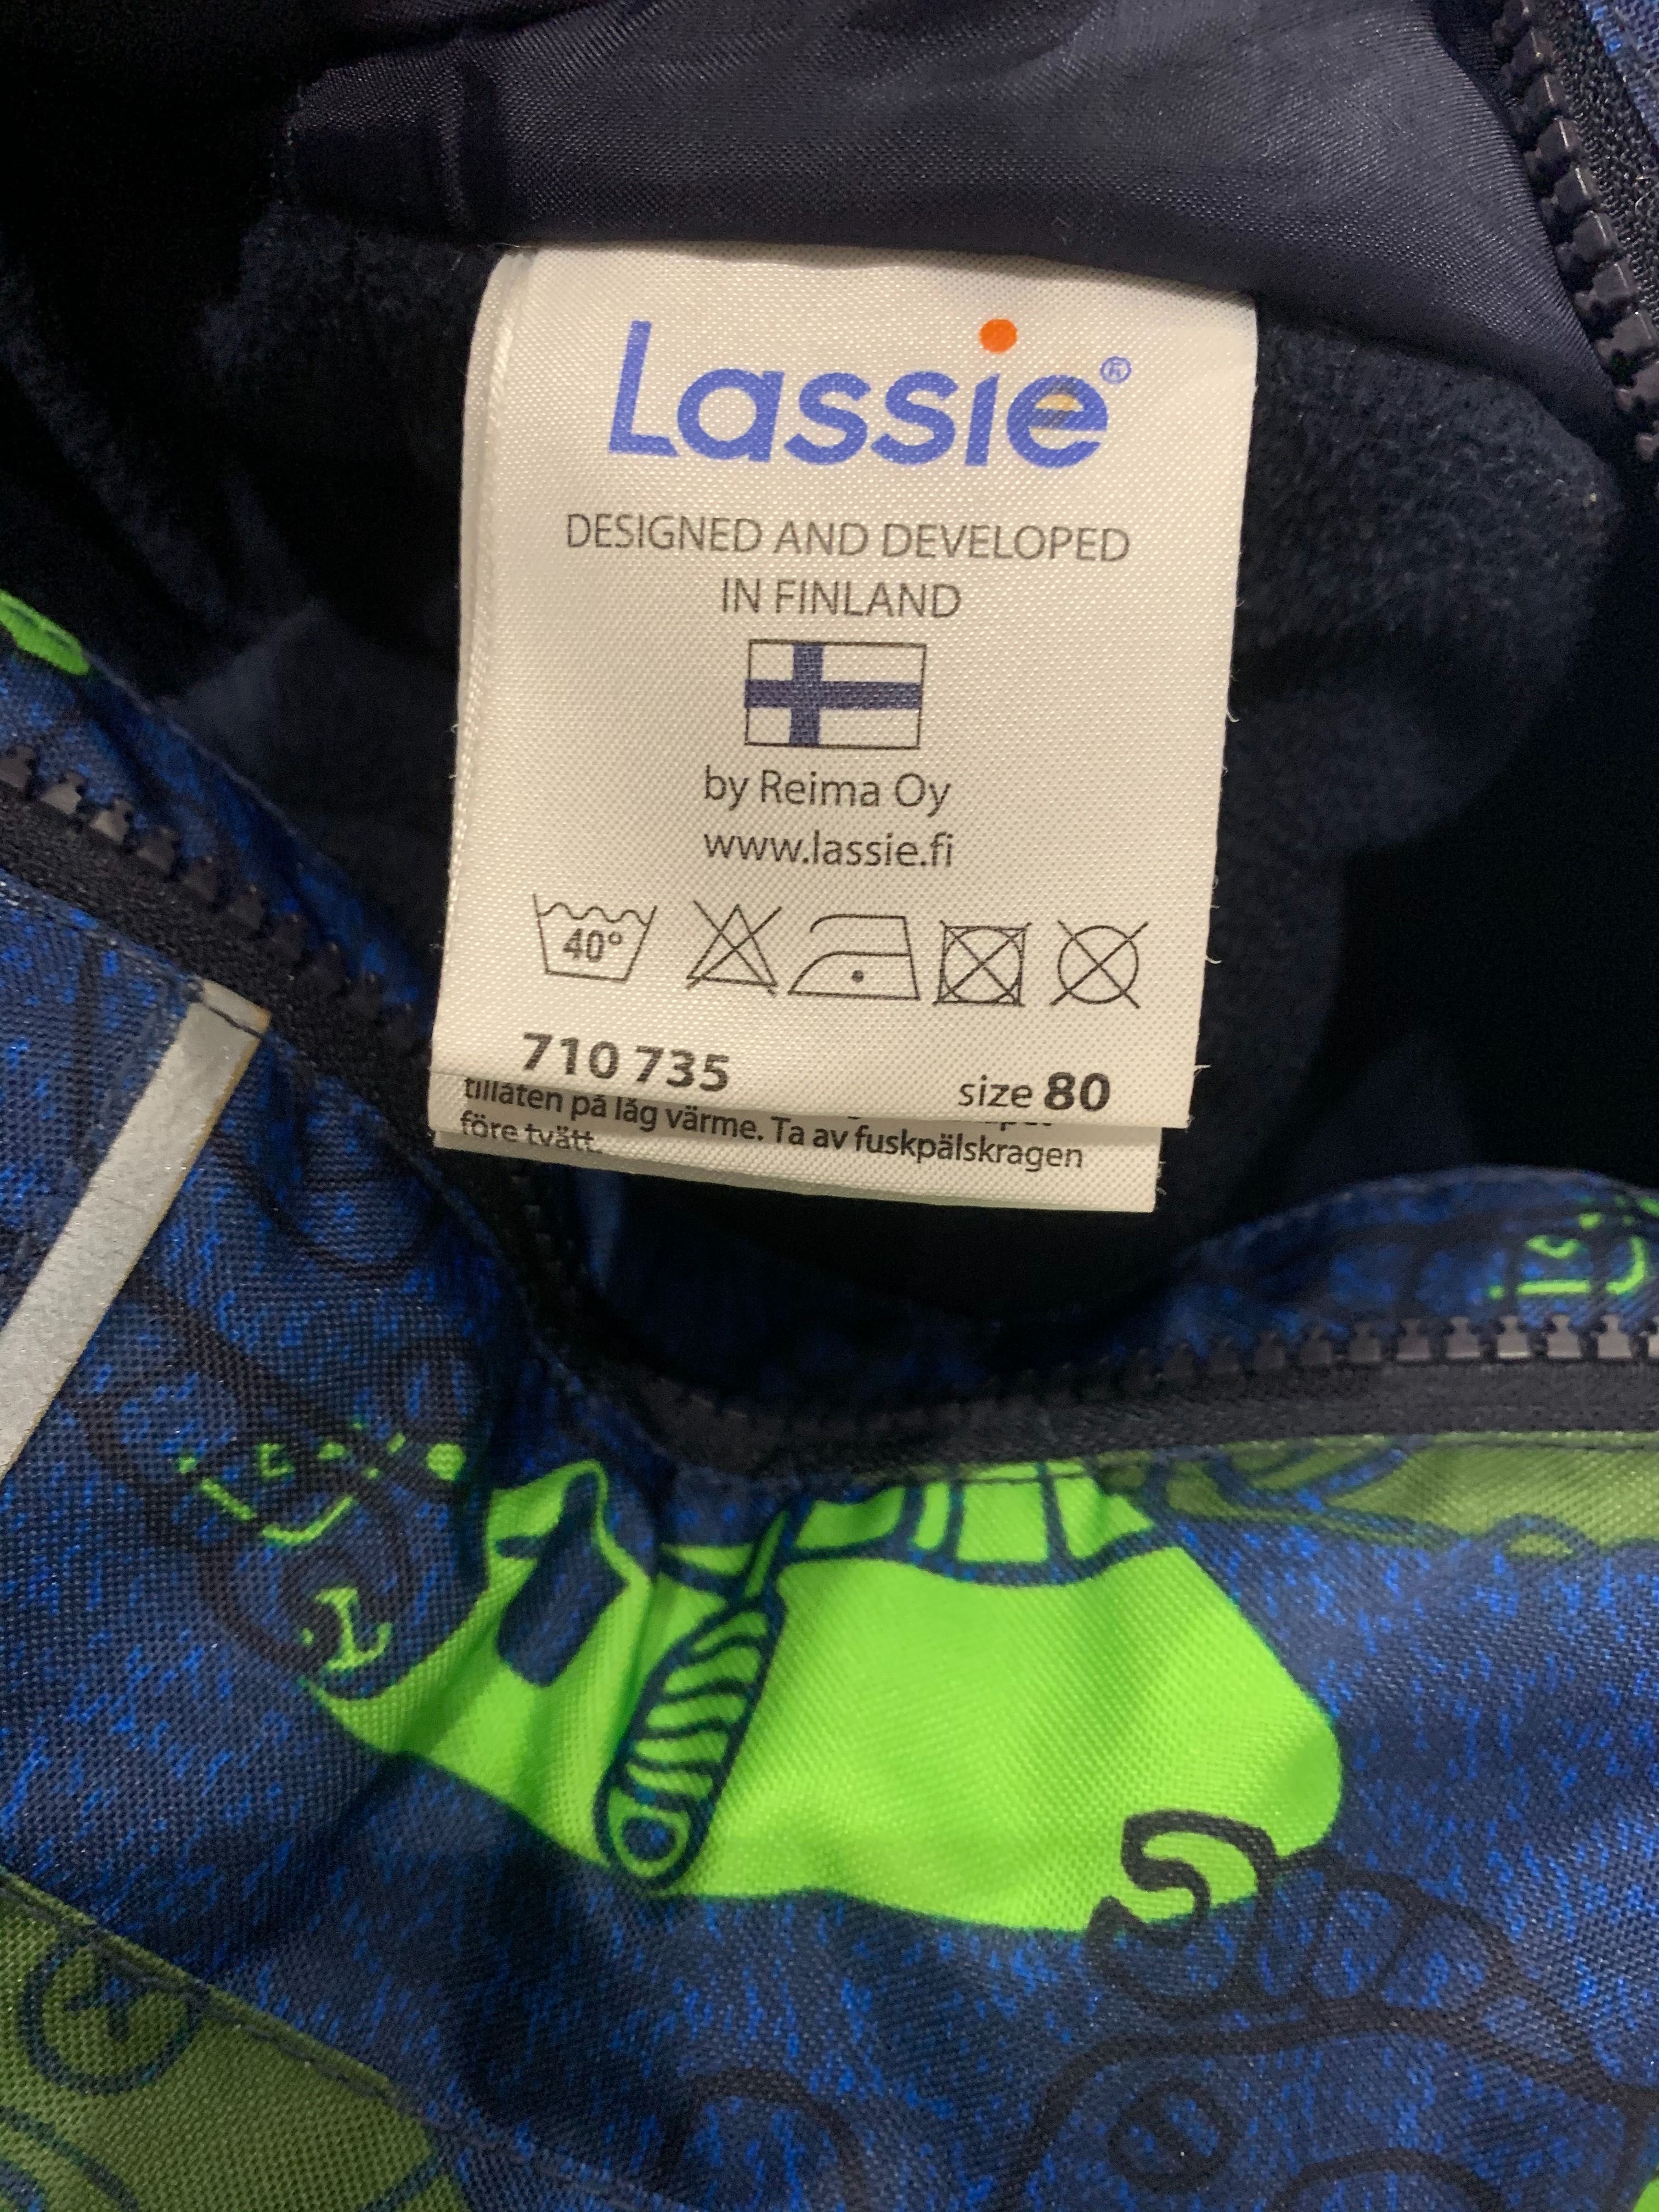 Lassie®
DESIGNED AND DEVELOPED
IN FINLAND
by Reima Oy
www.lassie.fi
40°
710 735
size 80
tillåten på låg värme. Ta av fuskpälskragen
före tvätt.